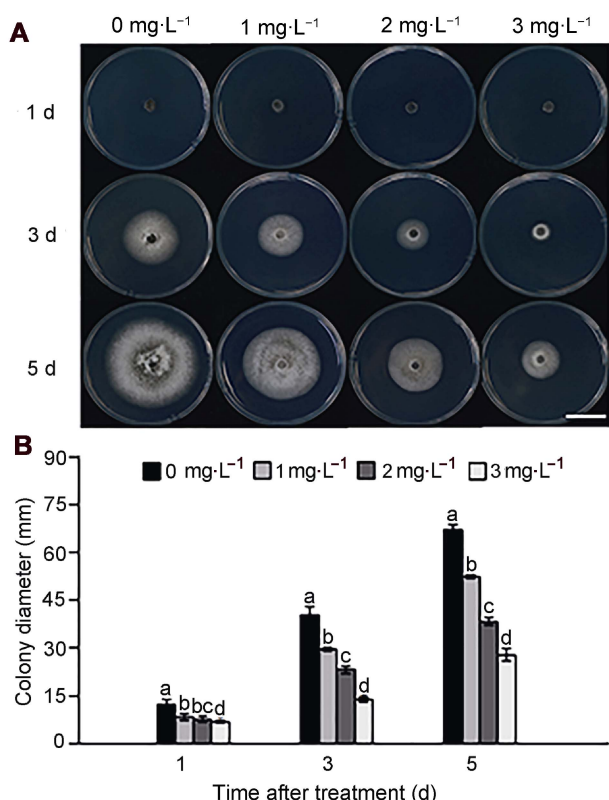 A
0 mg·L⁻¹ 1 mg·L⁻¹ 2 mg·L⁻¹ 3 mg·L⁻¹
1 d
3 d
5 d
B
90
75
60
45
30
15
0
Colony diameter (mm)
0 mg·L⁻¹ 1 mg·L⁻¹ 2 mg·L⁻¹ 3 mg·L⁻¹
a b bc d
a b c d
a b c d
1 3 5
Time after treatment (d)